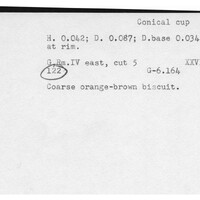 Conical cup
H. 0.042; D. 0.087; D.base 0.034
at rim.
G.Rm.IV east, cut 5 XXV
122 G-6.164
Coarse orange-brown biscuit.